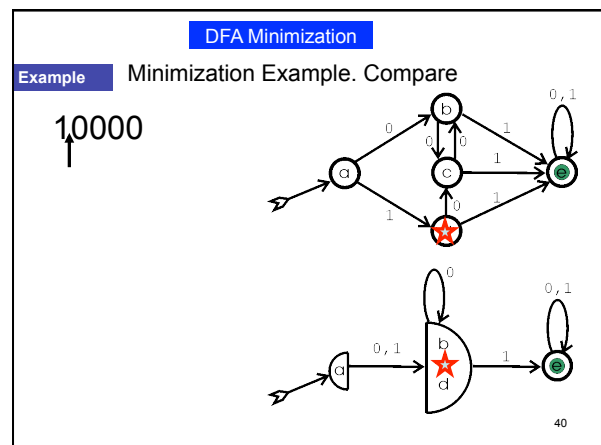 DFA Minimization
Example
Minimization Example. Compare
10000
b
0,1
0
0
0
1
a
c
1
e
1
0
1
0
0,1
b
a
0,1
1
e
d
40